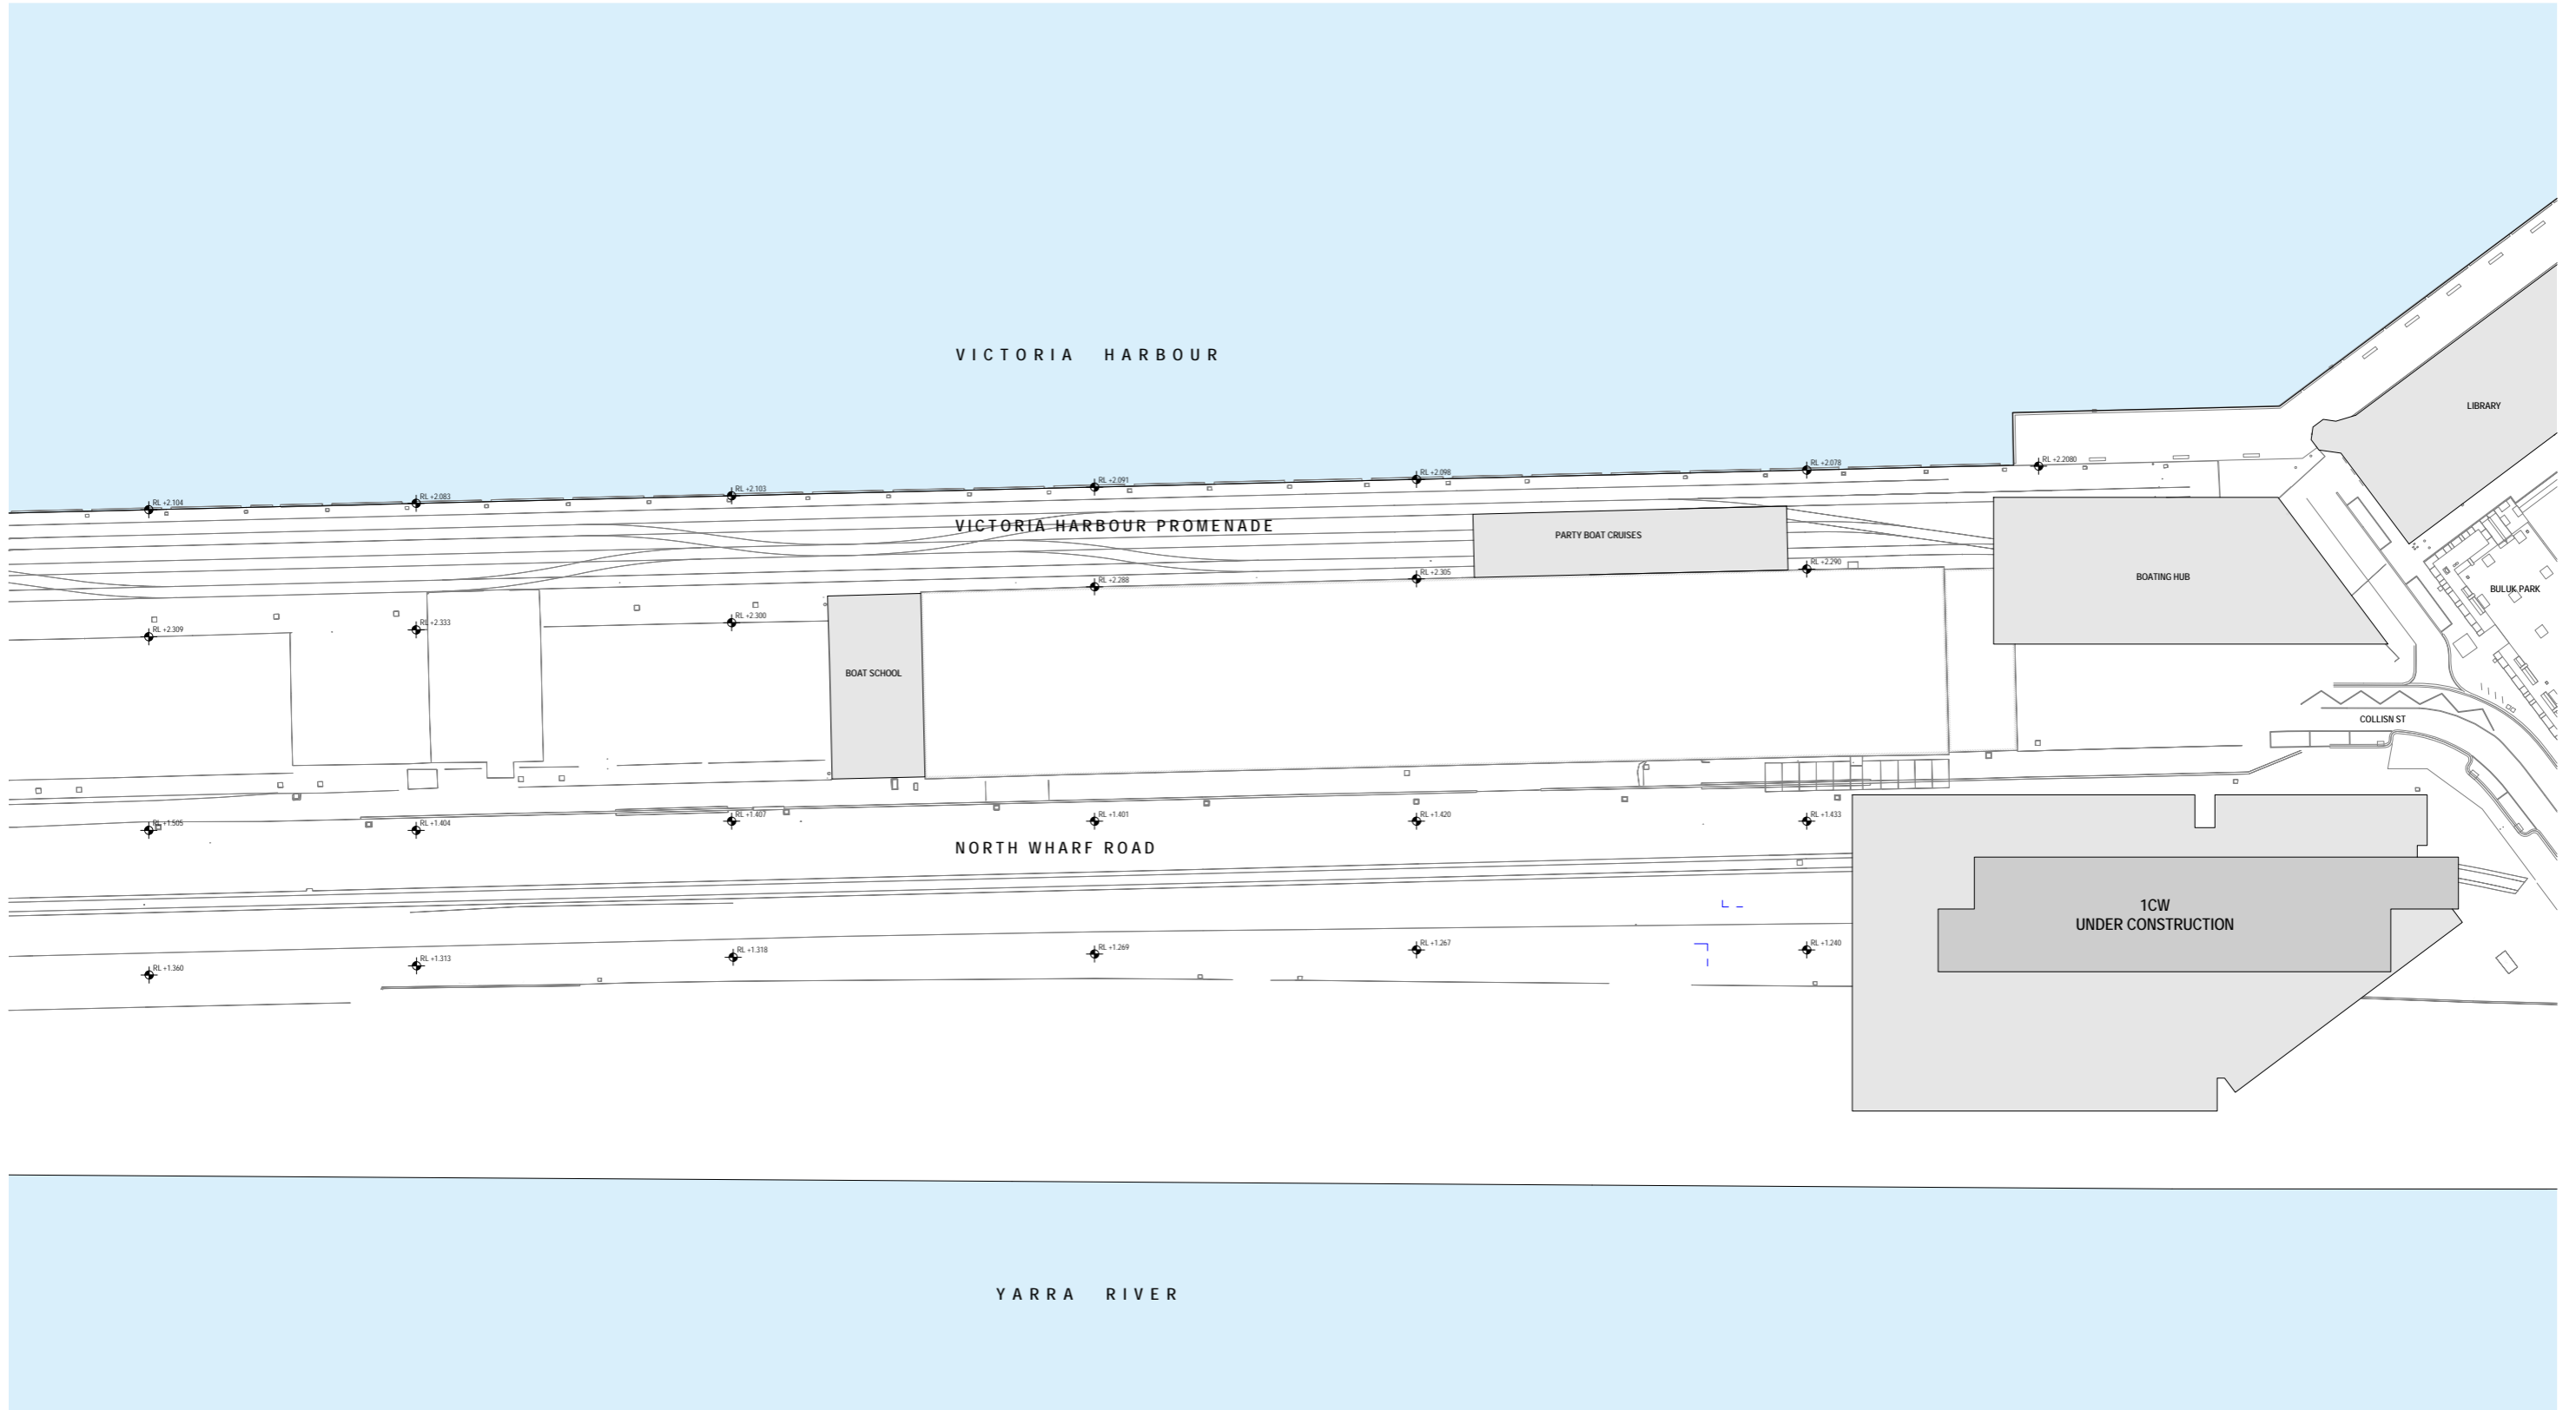 VICTORIA HARBOUR
LIBRARY
RL +2.104
RL +2.083
RL +2.103
RL +2.091
RL +2.098
RL +2.078
RL +2.2080
VICTORIA HARBOUR PROMENADE
PARTY BOAT CRUISES
BOATING HUB
BULUK PARK
RL +2.309
RL +2.333
RL +2.300
RL +2.288
RL +2.305
RL +2.290
BOAT SCHOOL
COLLISN ST
RL +1.505
RL +1.404
RL +1.407
RL +1.401
RL +1.420
RL +1.433
NORTH WHARF ROAD
1CW
UNDER CONSTRUCTION
RL +1.360
RL +1.313
RL +1.318
RL +1.269
RL +1.267
RL +1.240
YARRA RIVER